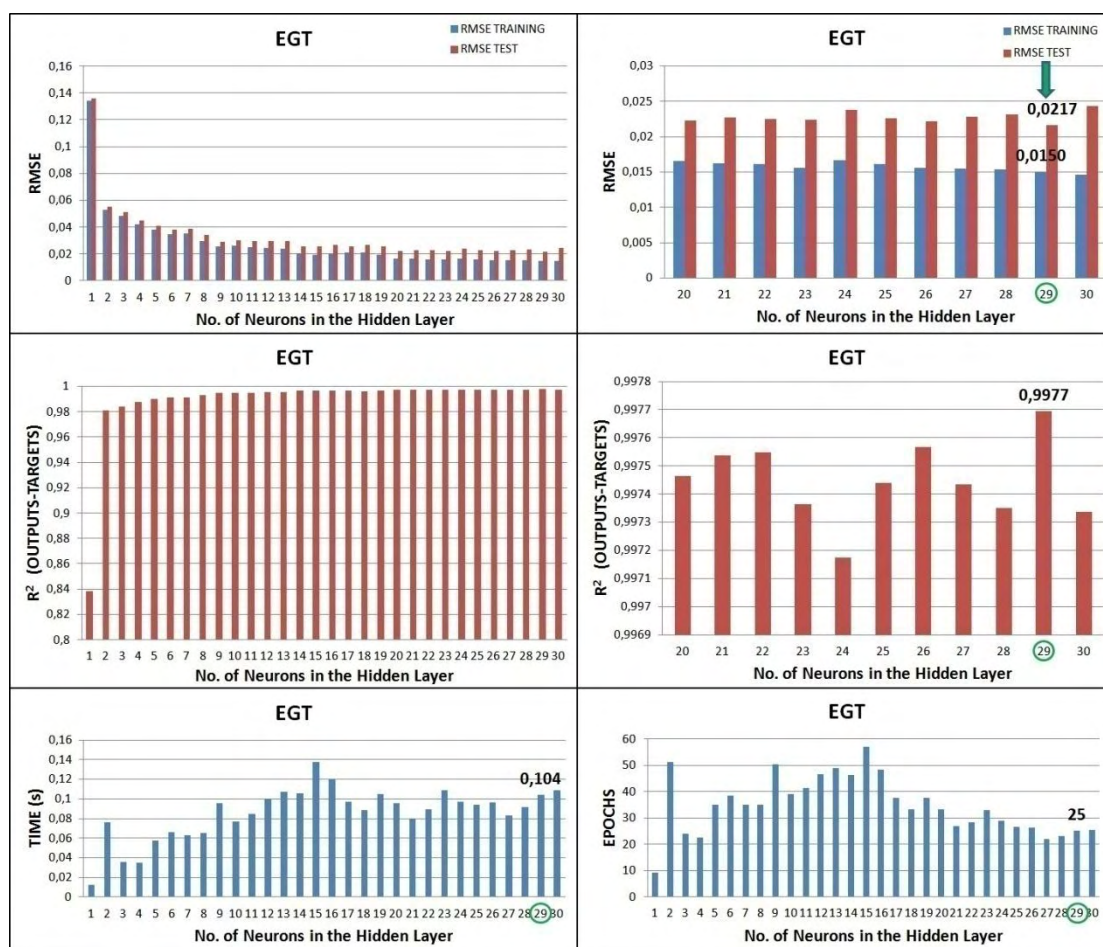 EGT
RMSE TRAINING
RMSE TEST
0,16
0,14
0,12
0,1
0,08
0,06
0,04
0,02
0
RMSE
1 2 3 4 5 6 7 8 9 10 11 12 13 14 15 16 17 18 19 20 21 22 23 24 25 26 27 28 29 30
No. of Neurons in the Hidden Layer
EGT
RMSE TRAINING
RMSE TEST
0,03
0,025
0,02
0,015
0,01
0,005
0
RMSE
0,0217
0,0150
20 21 22 23 24 25 26 27 28 29 30
No. of Neurons in the Hidden Layer
EGT
1
0,98
0,96
0,94
0,92
0,9
0,88
0,86
0,84
0,82
0,8
R² (OUTPUTS-TARGETS)
1 2 3 4 5 6 7 8 9 10 11 12 13 14 15 16 17 18 19 20 21 22 23 24 25 26 27 28 29 30
No. of Neurons in the Hidden Layer
EGT
0,9978
0,9977
0,9976
0,9975
0,9974
0,9973
0,9972
0,9971
0,997
0,9969
R² (OUTPUTS-TARGETS)
0,9977
20 21 22 23 24 25 26 27 28 29 30
No. of Neurons in the Hidden Layer
EGT
0,16
0,14
0,12
0,1
0,08
0,06
0,04
0,02
0
TIME (s)
0,104
1 2 3 4 5 6 7 8 9 10 11 12 13 14 15 16 17 18 19 20 21 22 23 24 25 26 27 28 29 30
No. of Neurons in the Hidden Layer
EGT
60
50
40
30
20
10
0
EPOCHS
25
1 2 3 4 5 6 7 8 9 10 11 12 13 14 15 16 17 18 19 20 21 22 23 24 25 26 27 28 29 30
No. of Neurons in the Hidden Layer